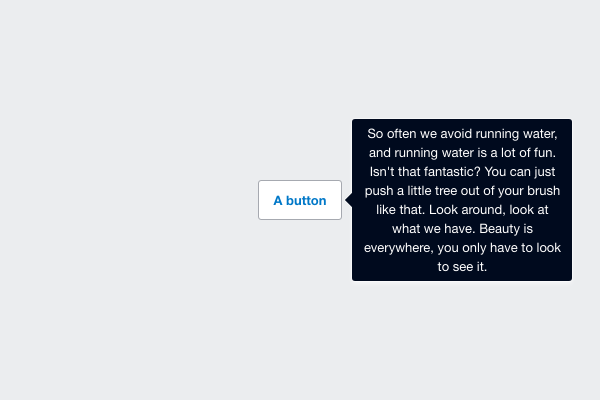 A button
So often we avoid running water,
and running water is a lot of fun.
Isn't that fantastic? You can just
push a little tree out of your brush
like that. Look around, look at
what we have. Beauty is
everywhere, you only have to look
to see it.